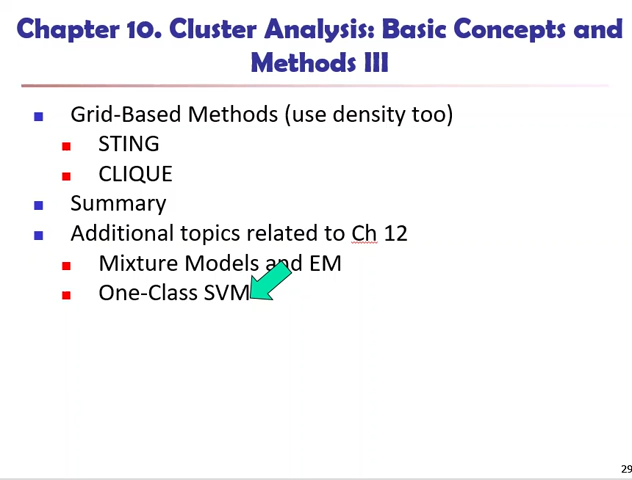 Chapter 10. Cluster Analysis: Basic Concepts and
Methods III
Grid-Based Methods (use density too)
STING
CLIQUE
Summary
Additional topics related to Ch 12
Mixture Models and EM
One-Class SVM
29